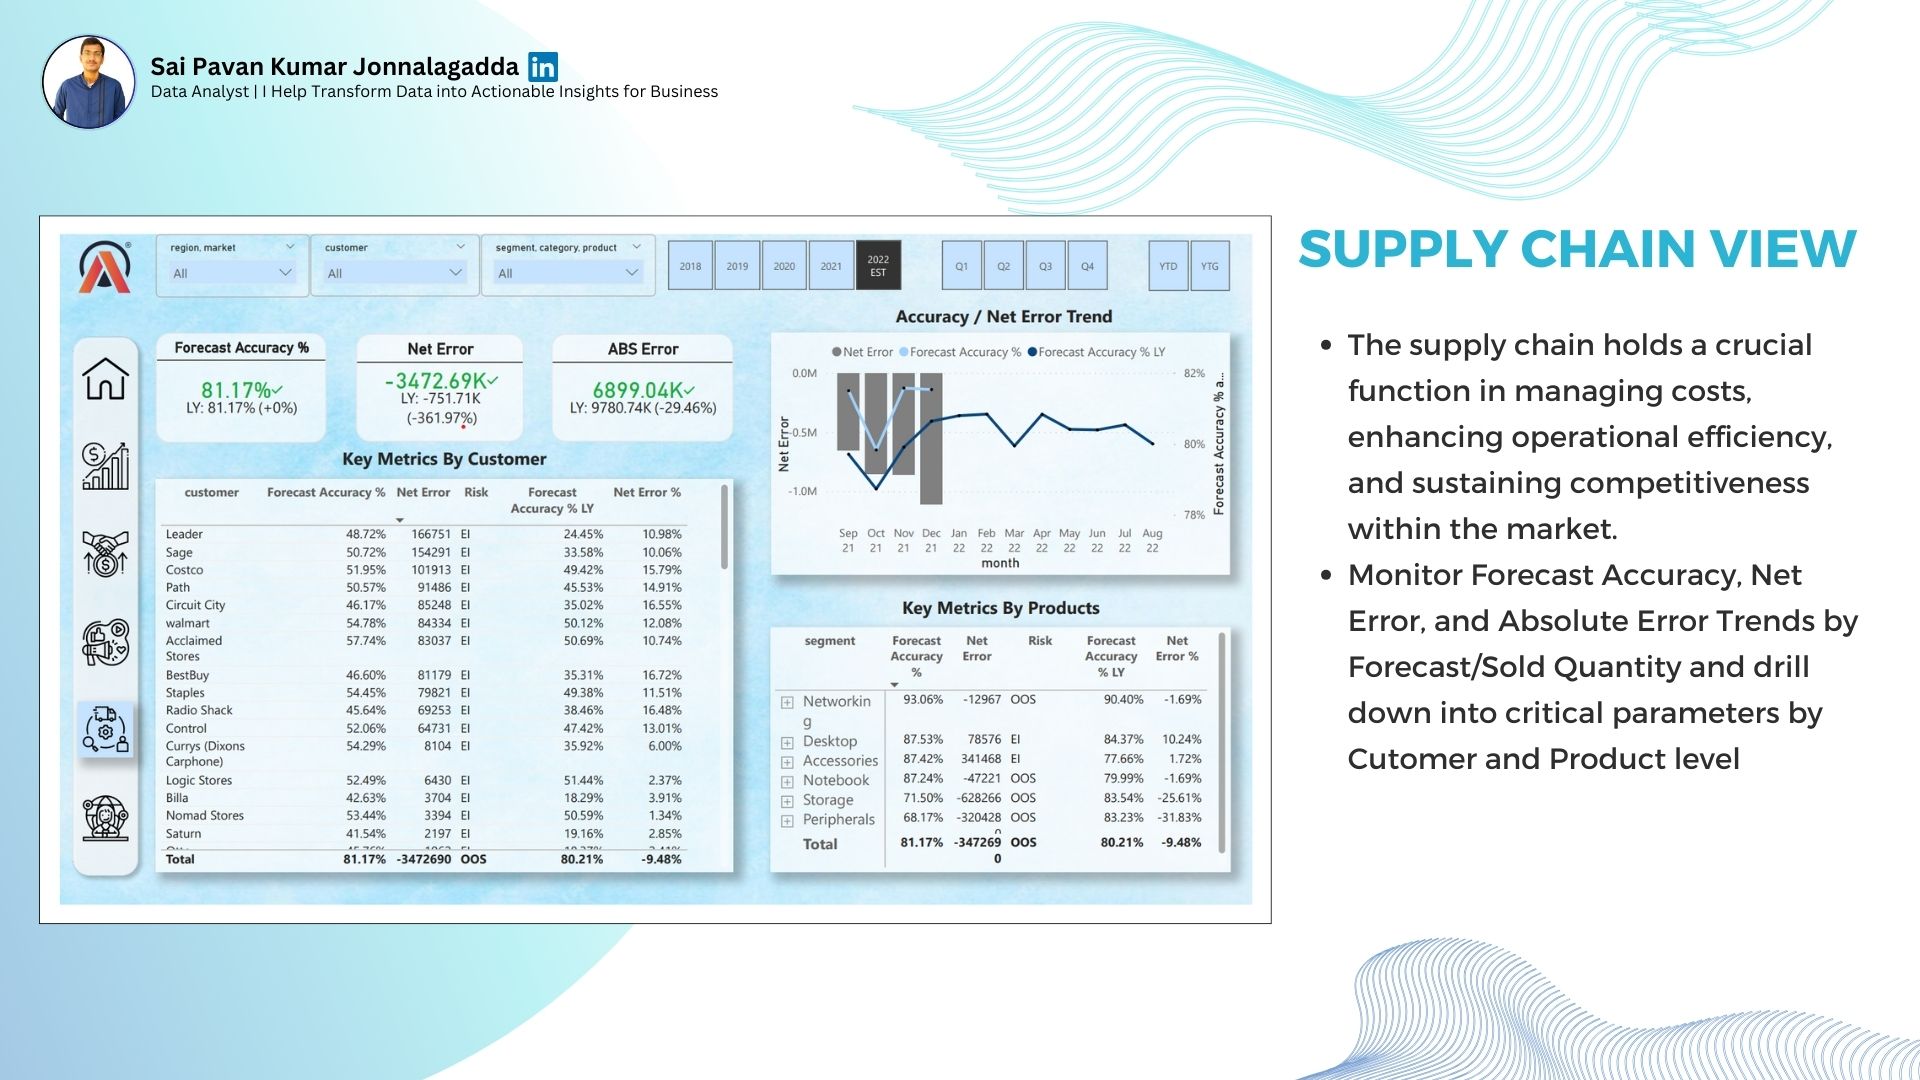 Sai Pavan Kumar Jonnalagadda in
Data Analyst | I Help Transform Data into Actionable Insights for Business
SUPPLY CHAIN VIEW
• The supply chain holds a crucial
function in managing costs,
enhancing operational efficiency,
and sustaining competitiveness
within the market.
• Monitor Forecast Accuracy, Net
Error, and Absolute Error Trends by
Forecast/Sold Quantity and drill
down into critical parameters by
Cutomer and Product level
region, market
All
customer
All
segment, category, product
All
2018 2019 2020 2021 2022 EST
Q1 Q2 Q3 Q4
YTD YTG
Forecast Accuracy %
81.17%
LY: 81.17% (+0%)
Net Error
-3472.69K
LY: -751.71K
(-361.97%)
ABS Error
6899.04K
LY: 9780.74K (-29.46%)
Accuracy / Net Error Trend
Net Error Forecast Accuracy % Forecast Accuracy % LY
Net Error
0.0M
-0.5M
-1.0M
82%
80%
78%
Forecast Accuracy % a...
Sep Oct Nov Dec Jan Feb Mar Apr May Jun Jul Aug
21 21 21 21 22 22 22 22 22 22 22 22
month
Key Metrics By Customer
customer Forecast Accuracy % Net Error Risk Forecast Accuracy % LY Net Error %
Leader 48.72% 166751 EI 24.45% 10.98%
Sage 50.72% 154291 EI 33.58% 10.06%
Costco 51.95% 101913 EI 49.42% 15.79%
Path 50.57% 91486 EI 45.53% 14.91%
Circuit City 46.17% 85248 EI 35.02% 16.55%
walmart 54.78% 84334 EI 50.12% 12.08%
Acclaimed Stores 57.74% 83037 EI 50.69% 10.74%
BestBuy 46.60% 81179 EI 35.31% 16.72%
Staples 54.45% 79821 EI 49.38% 11.51%
Radio Shack 45.64% 69253 EI 38.46% 16.48%
Control 52.06% 64731 EI 47.42% 13.01%
Currys (Dixons Carphone) 54.29% 8104 EI 35.92% 6.00%
Logic Stores 52.49% 6430 EI 51.44% 2.37%
Billa 42.63% 3704 EI 18.29% 3.91%
Nomad Stores 53.44% 3394 EI 50.59% 1.34%
Saturn 41.54% 2197 EI 19.16% 2.85%
Total 81.17% -3472690 OOS 80.21% -9.48%
Key Metrics By Products
segment Forecast Accuracy % Net Error Risk Forecast Accuracy % LY Net Error %
Networkin
g 93.06% -12967 OOS 90.40% -1.69%
Desktop 87.53% 78576 EI 84.37% 10.24%
Accessories 87.42% 341468 EI 77.66% 1.72%
Notebook 87.24% -47221 OOS 79.99% -1.69%
Storage 71.50% -628266 OOS 83.54% -25.61%
Peripherals 68.17% -320428 OOS 83.23% -31.83%
Total 81.17% -347269 OOS 80.21% -9.48%
0